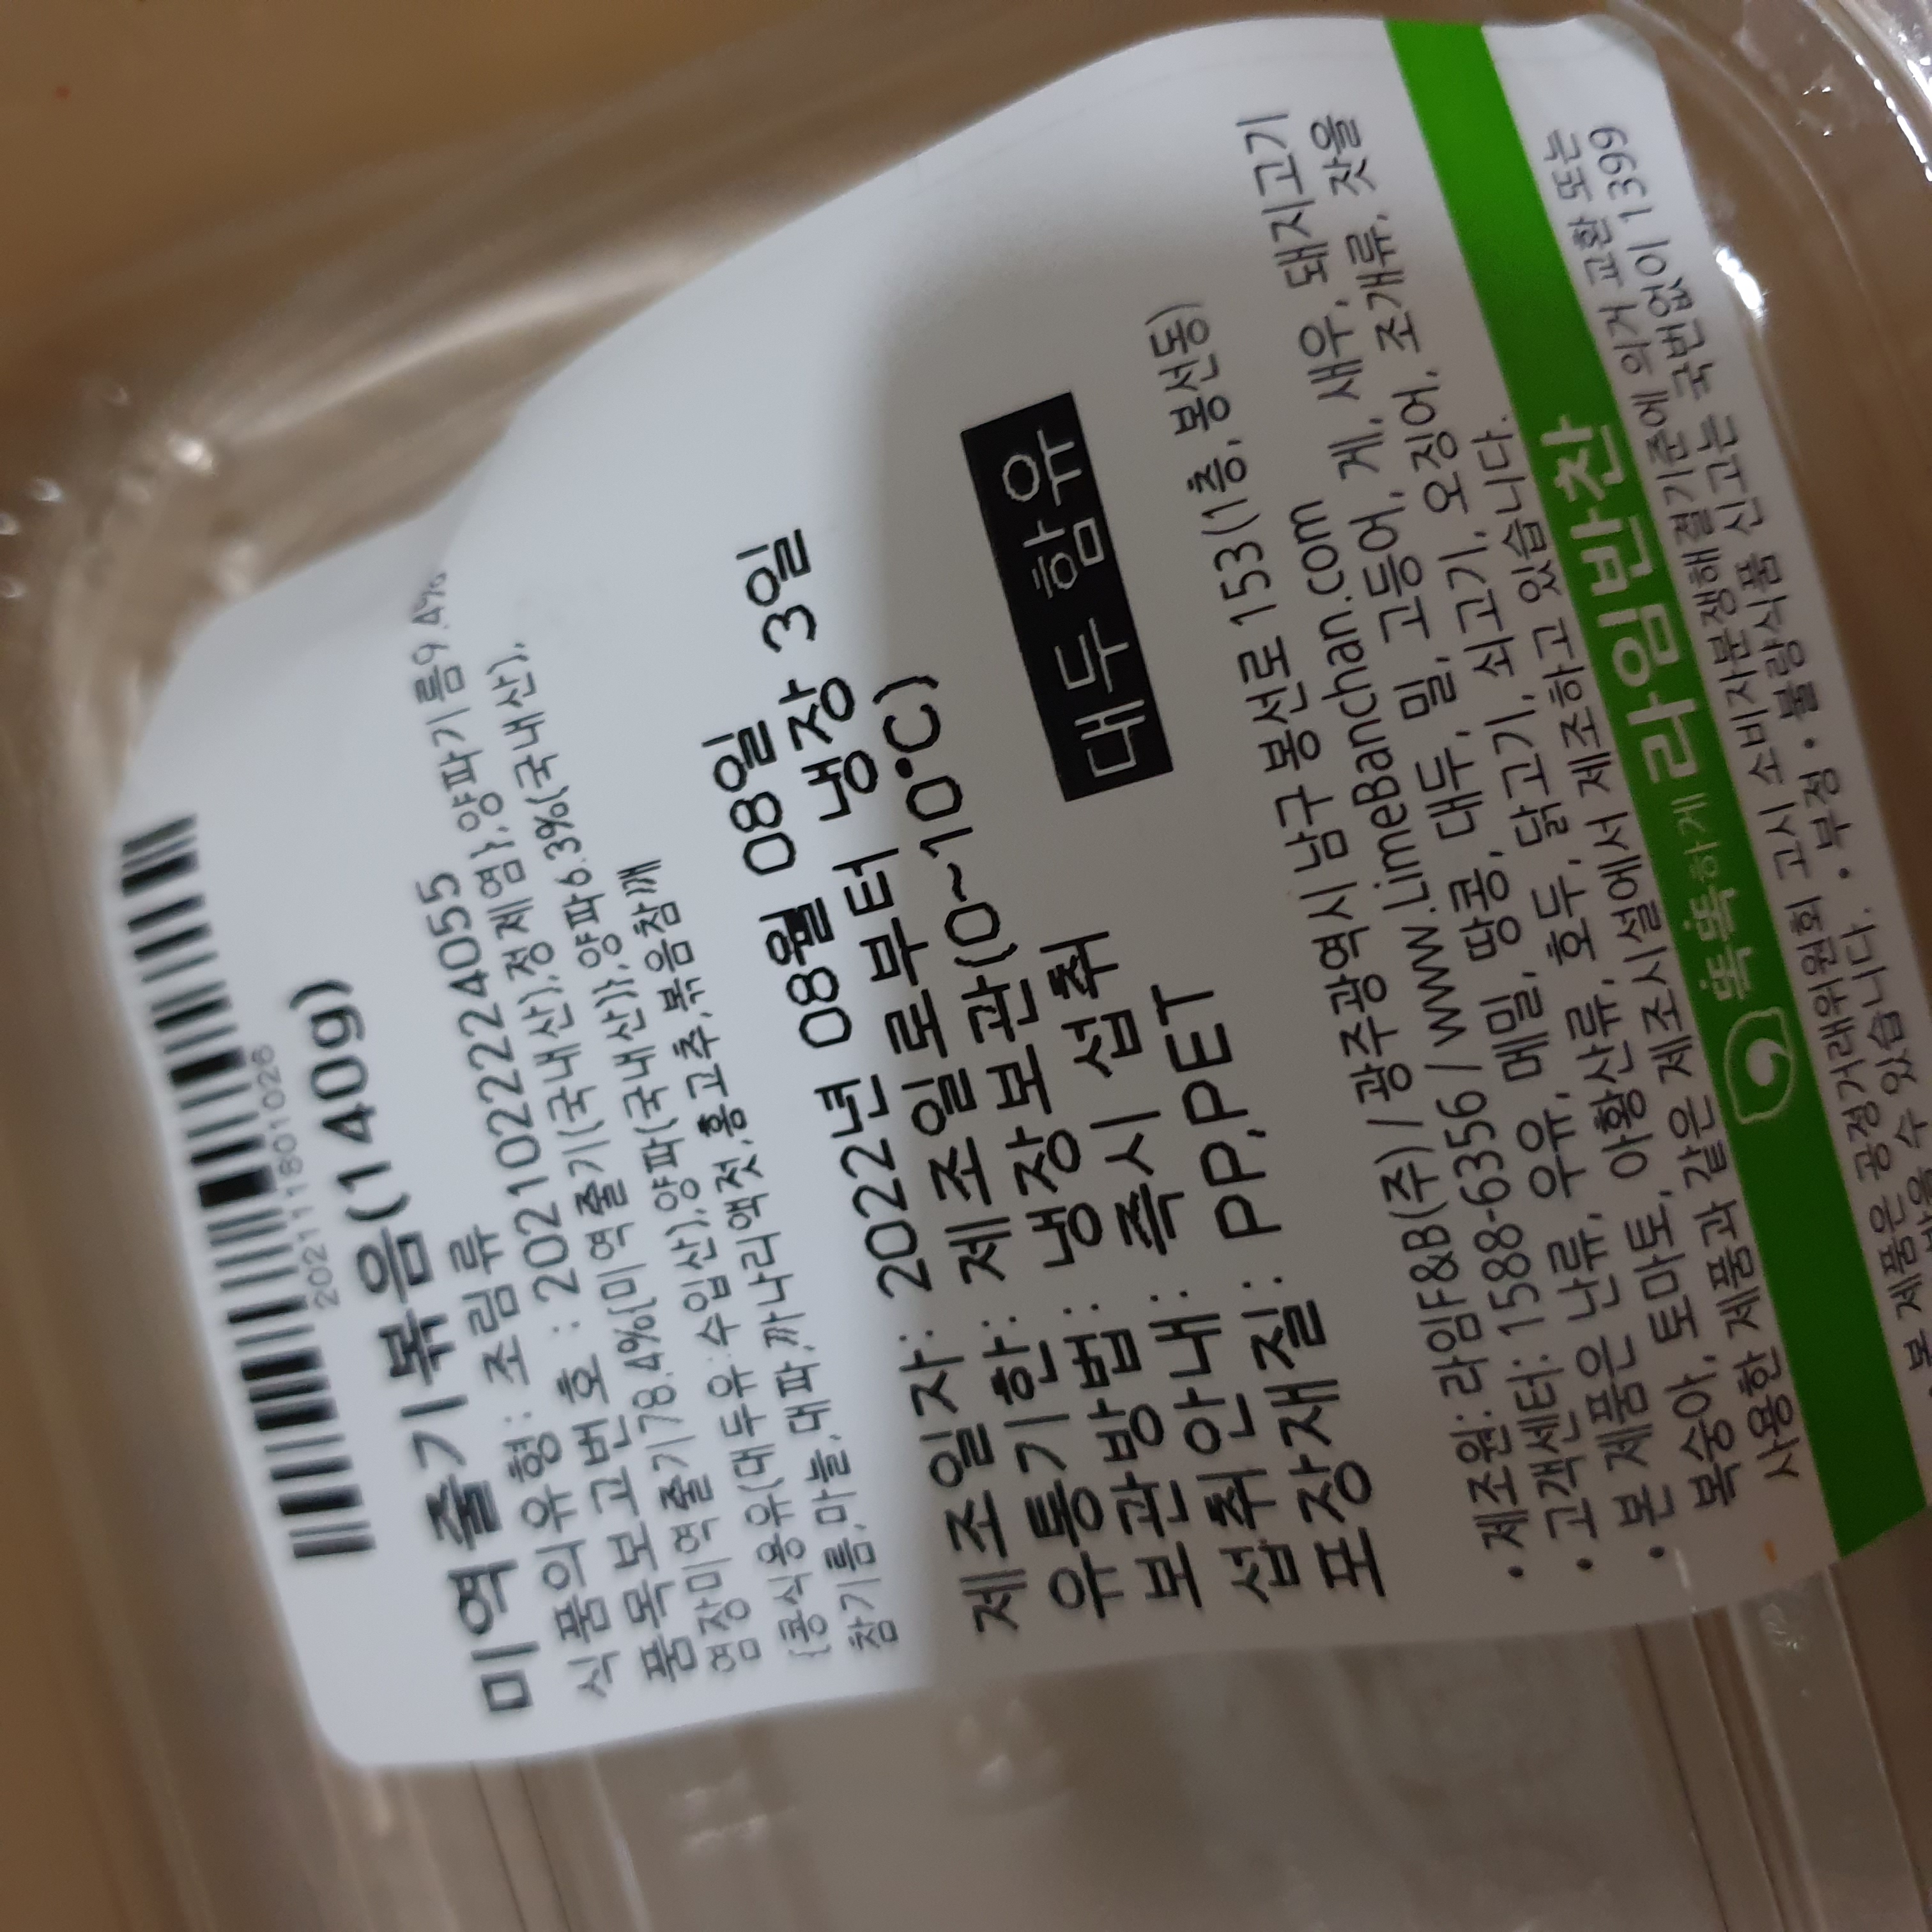 2021118010​26
미역줄기볶음(140g)
식품의유형: 조림류
품목보고번호 : 20210222224055
염장미역줄기78.4%{미역줄기(국내산),정제염},양파기름9.4%
{콩식용유(대두유:수입산),양파(국내산)},양파6.3%(국내산),
참기름,마늘,대파,까나리액젓,홍고추,볶음참깨
제조일자: 2022년 08월 08일
유통기한: 제조일로부터 냉장 3일
보관방법: 냉장보관(0~10°C)
섭취안내: 즉시 섭취
포장재질: PP,PET
대두 함유
• 제조원: 라임F&B(주) / 광주광역시 남구 봉선로 153(1층, 봉선동)
• 고객센터: 1588-6356 / www.LimeBanchan.com
• 본 제품은 난류, 우유, 메밀, 땅콩, 대두, 밀, 고등어, 게, 새우, 돼지고기
복숭아, 토마토, 아황산류, 호두, 닭고기, 쇠고기, 오징어, 조개류, 잣을
사용한 제품과 같은 제조시설에서 제조하고 있습니다.
똑똑하게 라임반찬
본 제품은 공정거래위원회 고시 소비자분쟁해결기준에 의거 교환 또는
받을 수 있습니다. • 부정 • 불량식품 신고는 국번없이 1399